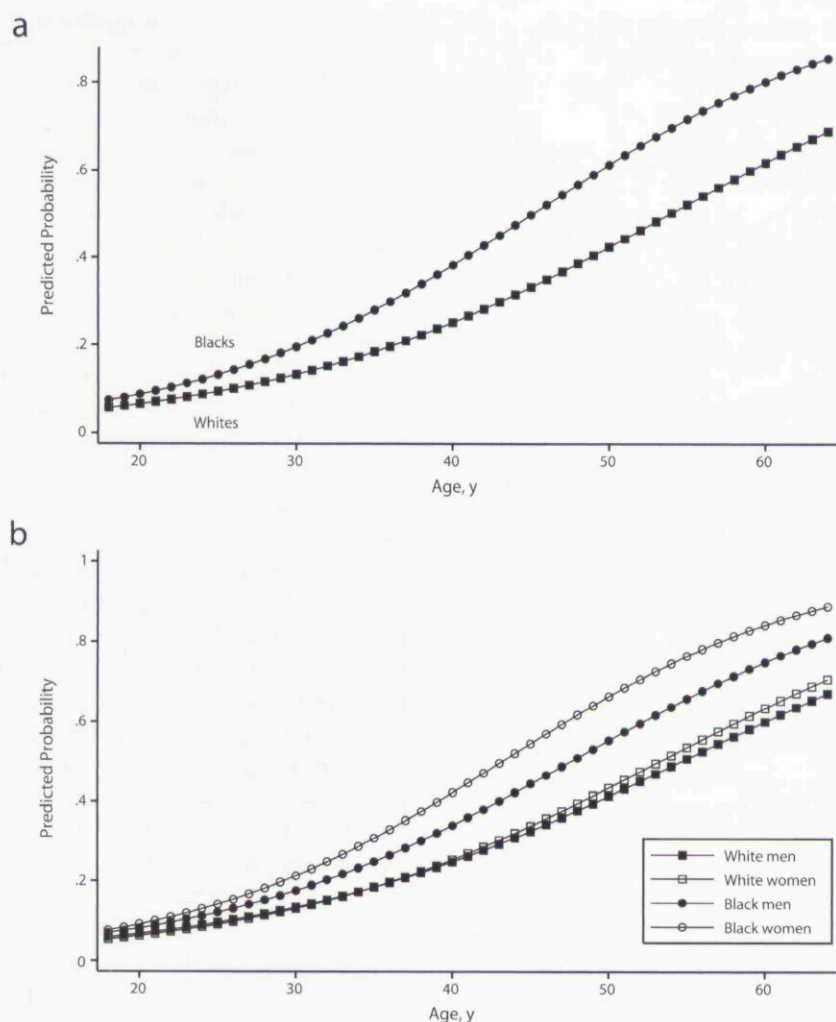 a
.8
.6
.4
.2
0
Predicted Probability
Blacks
Whites
20 30 40 50 60
Age, y
b
1
.8
.6
.4
.2
0
Predicted Probability
White men
White women
Black men
Black women
20 30 40 50 60
Age, y